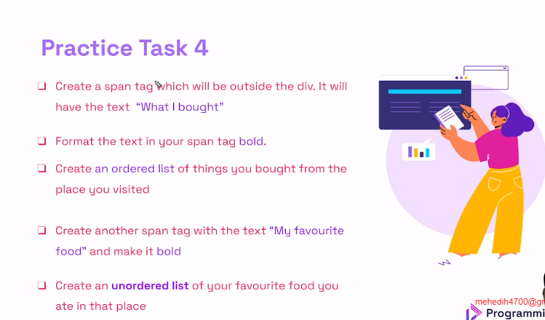 Practice Task 4
Create a span tag which will be outside the div. It will
have the text "What I bought"
Format the text in your span tag bold.
Create an ordered list of things you bought from the
place you visited
Create another span tag with the text "My favourite
food" and make it bold
Create an unordered list of your favourite food you
ate in that place
mehedih4700@g
Programmi